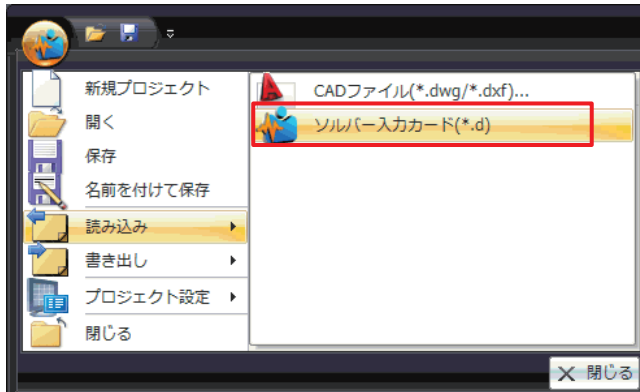 新規プロジェクト
開く
保存
名前を付けて保存
読み込み
書き出し
プロジェクト設定
閉じる
CADファイル(*.dwg/*.dxf)...
ソルバー入力カード(*.d)
閉じる